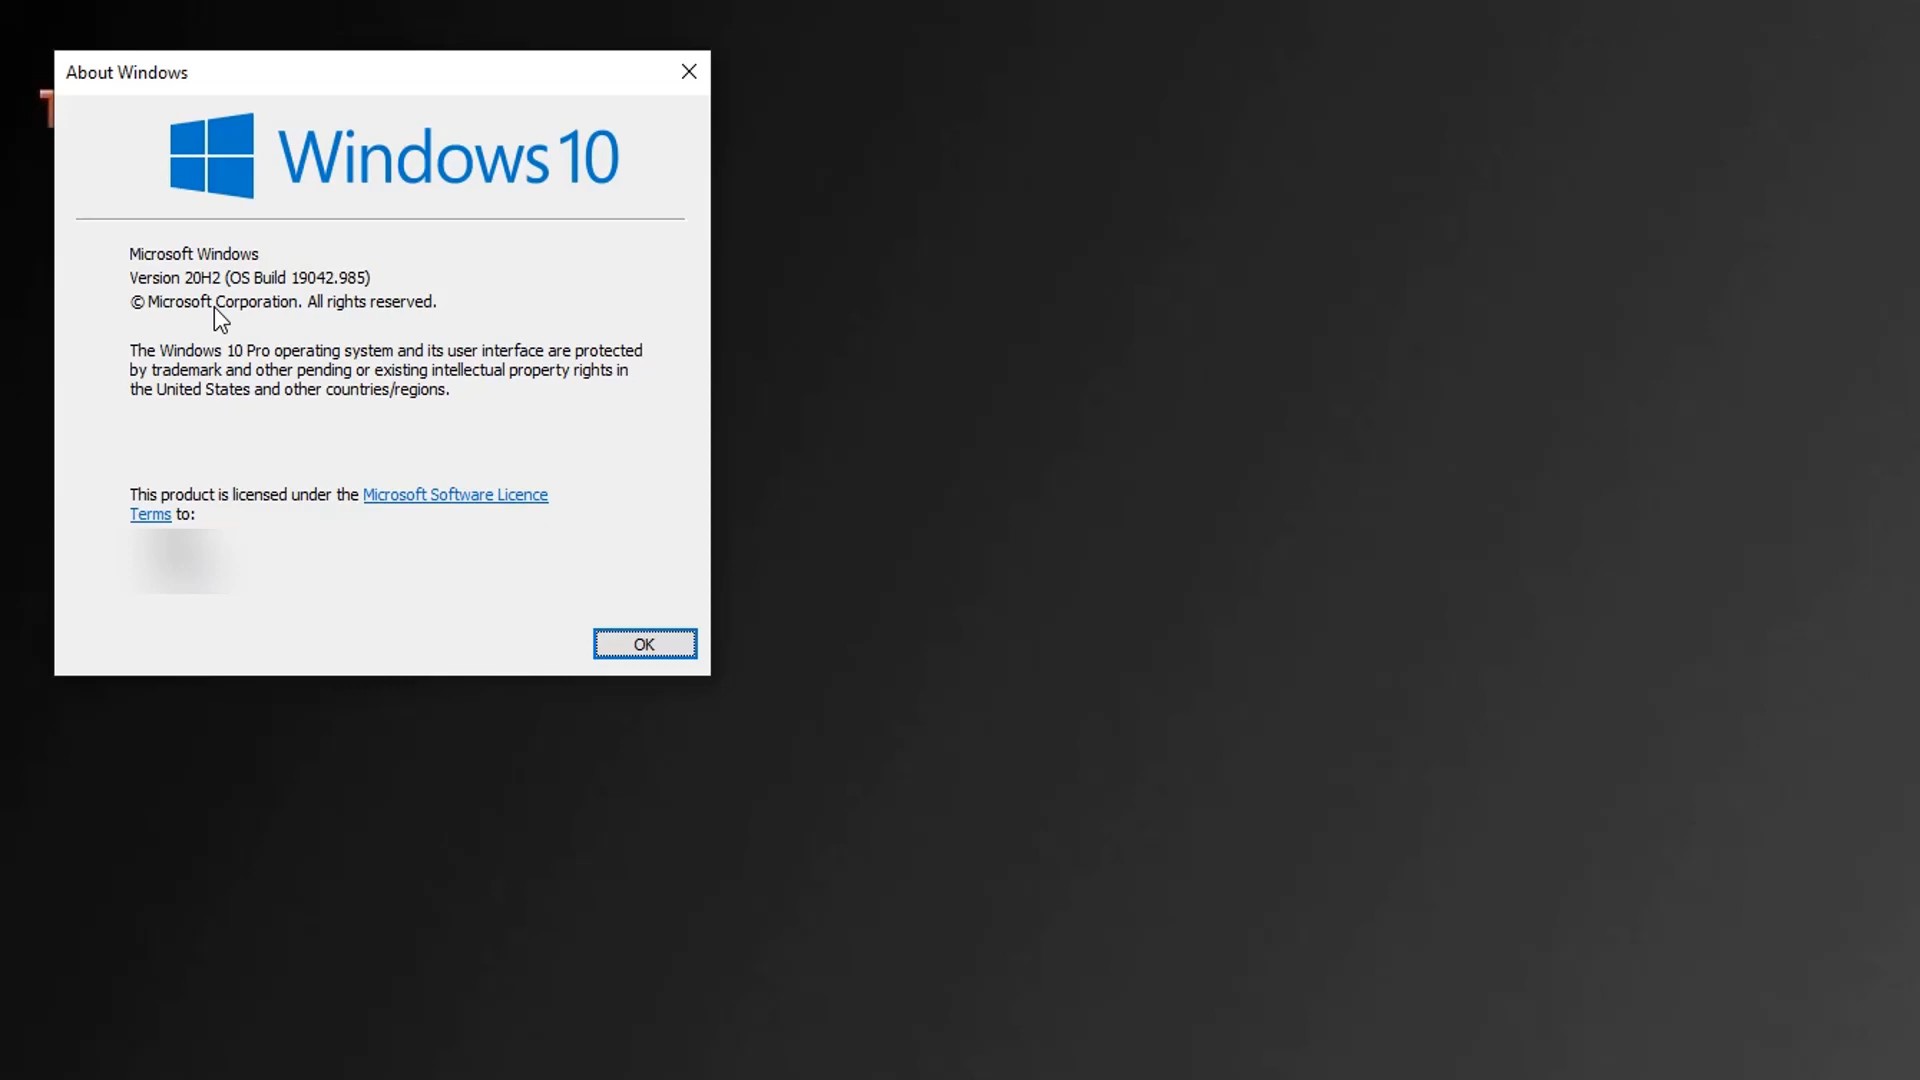 About Windows
Windows 10
Microsoft Windows
Version 20H2 (OS Build 19042.985)
© Microsoft Corporation. All rights reserved.
The Windows 10 Pro operating system and its user interface are protected
by trademark and other pending or existing intellectual property rights in
the United States and other countries/regions.
This product is licensed under the Microsoft Software Licence
Terms to:
OK